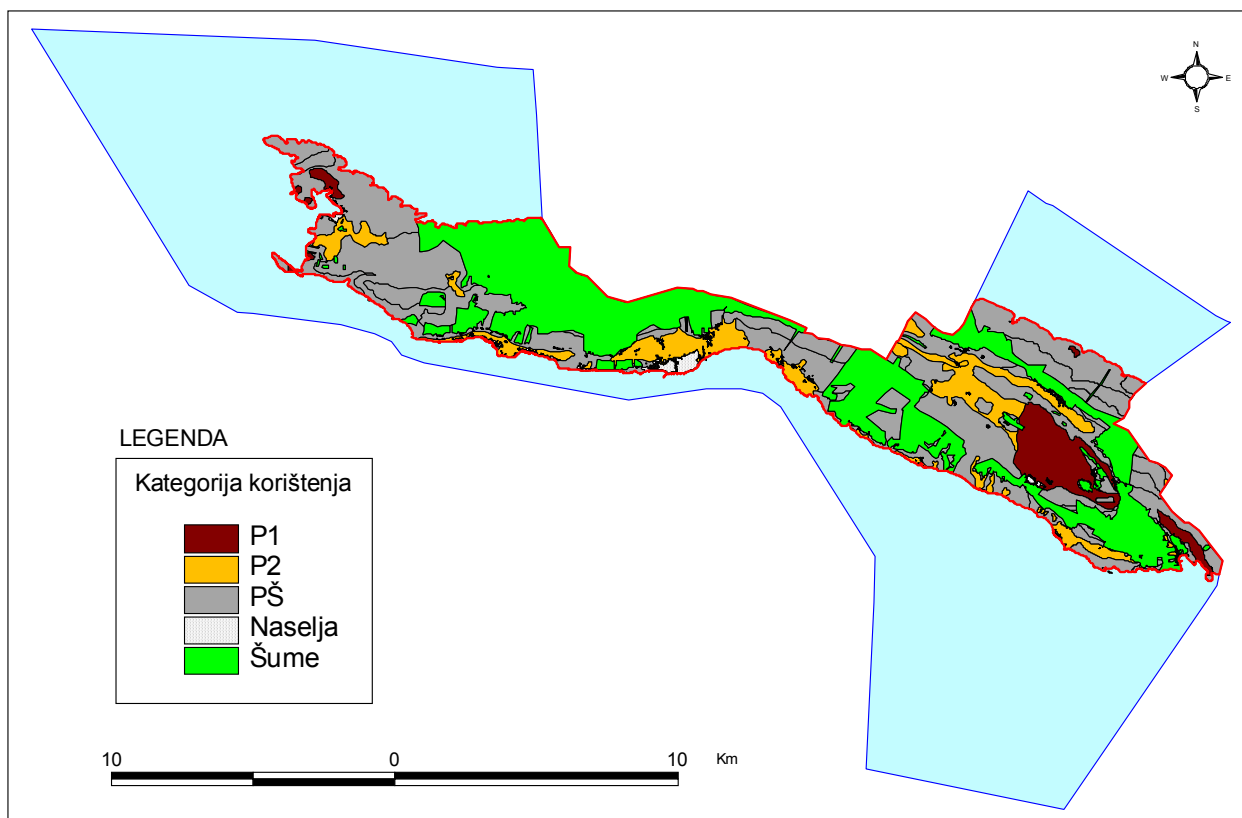 N
W E
S
LEGENDA
Kategorija korištenja
P1
P2
PŠ
Naselja
Šume
10 0 10 Km